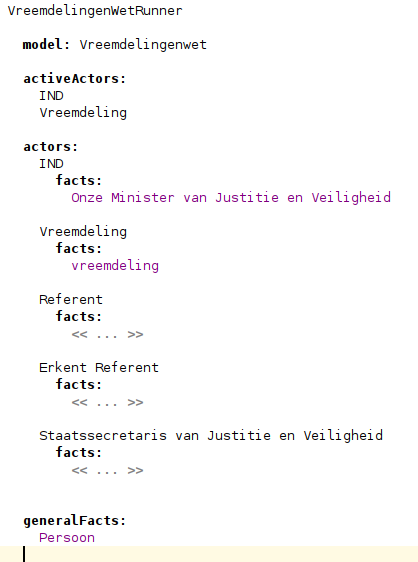 VreemdelingenWetRunner
model: Vreemdelingenwet
activeActors:
IND
Vreemdeling
actors:
IND
facts:
Onze Minister van Justitie en Veiligheid
Vreemdeling
facts:
vreemdeling
Referent
facts:
<< ... >>
Erkent Referent
facts:
<< ... >>
Staatssecretaris van Justitie en Veiligheid
facts:
<< ... >>
generalFacts:
Persoon